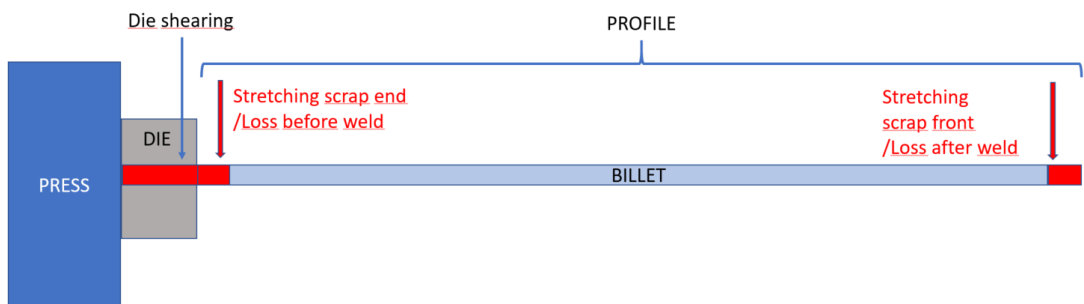 Die shearing
PROFILE
Stretching scrap end
/Loss before weld
Stretching
scrap front
/Loss after weld
DIE
PRESS
BILLET